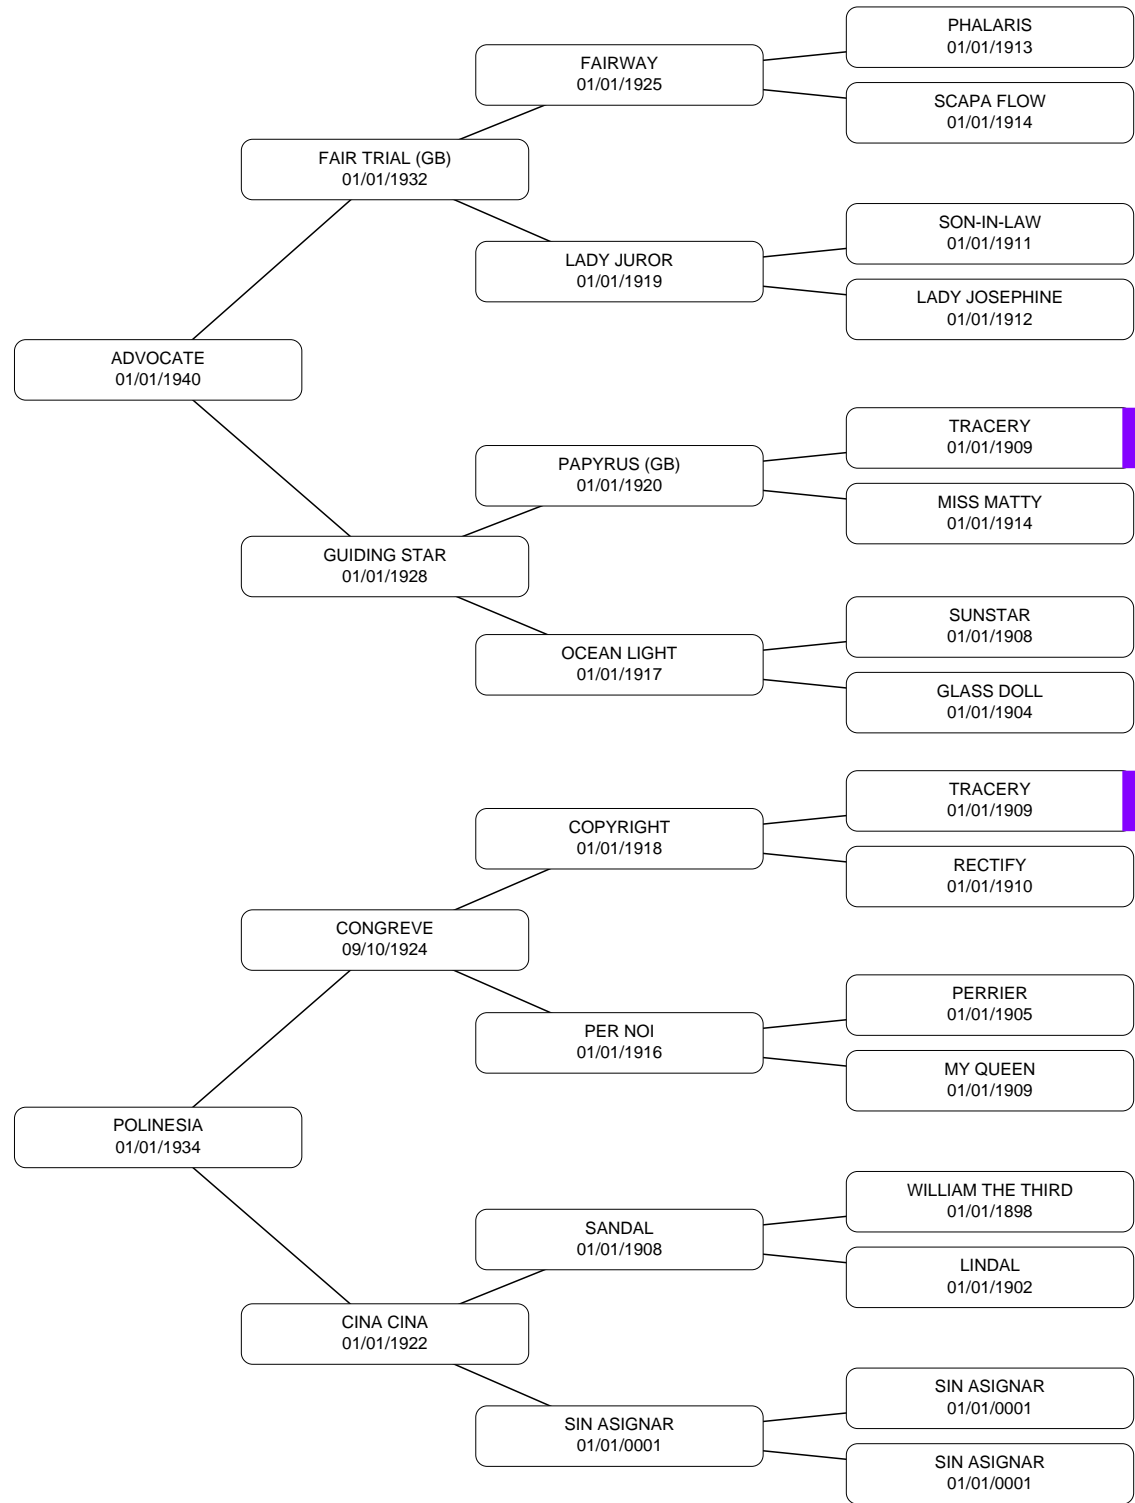 PHALARIS
01/01/1913
FAIRWAY
01/01/1925
SCAPA FLOW
01/01/1914
FAIR TRIAL (GB)
01/01/1932
SON-IN-LAW
01/01/1911
LADY JUROR
01/01/1919
LADY JOSEPHINE
01/01/1912
ADVOCATE
01/01/1940
TRACERY
01/01/1909
PAPYRUS (GB)
01/01/1920
MISS MATTY
01/01/1914
GUIDING STAR
01/01/1928
SUNSTAR
01/01/1908
OCEAN LIGHT
01/01/1917
GLASS DOLL
01/01/1904
TRACERY
01/01/1909
COPYRIGHT
01/01/1918
RECTIFY
01/01/1910
CONGREVE
09/10/1924
PERRIER
01/01/1905
PER NOI
01/01/1916
MY QUEEN
01/01/1909
POLINESIA
01/01/1934
WILLIAM THE THIRD
01/01/1898
SANDAL
01/01/1908
LINDAL
01/01/1902
CINA CINA
01/01/1922
SIN ASIGNAR
01/01/0001
SIN ASIGNAR
01/01/0001
SIN ASIGNAR
01/01/0001